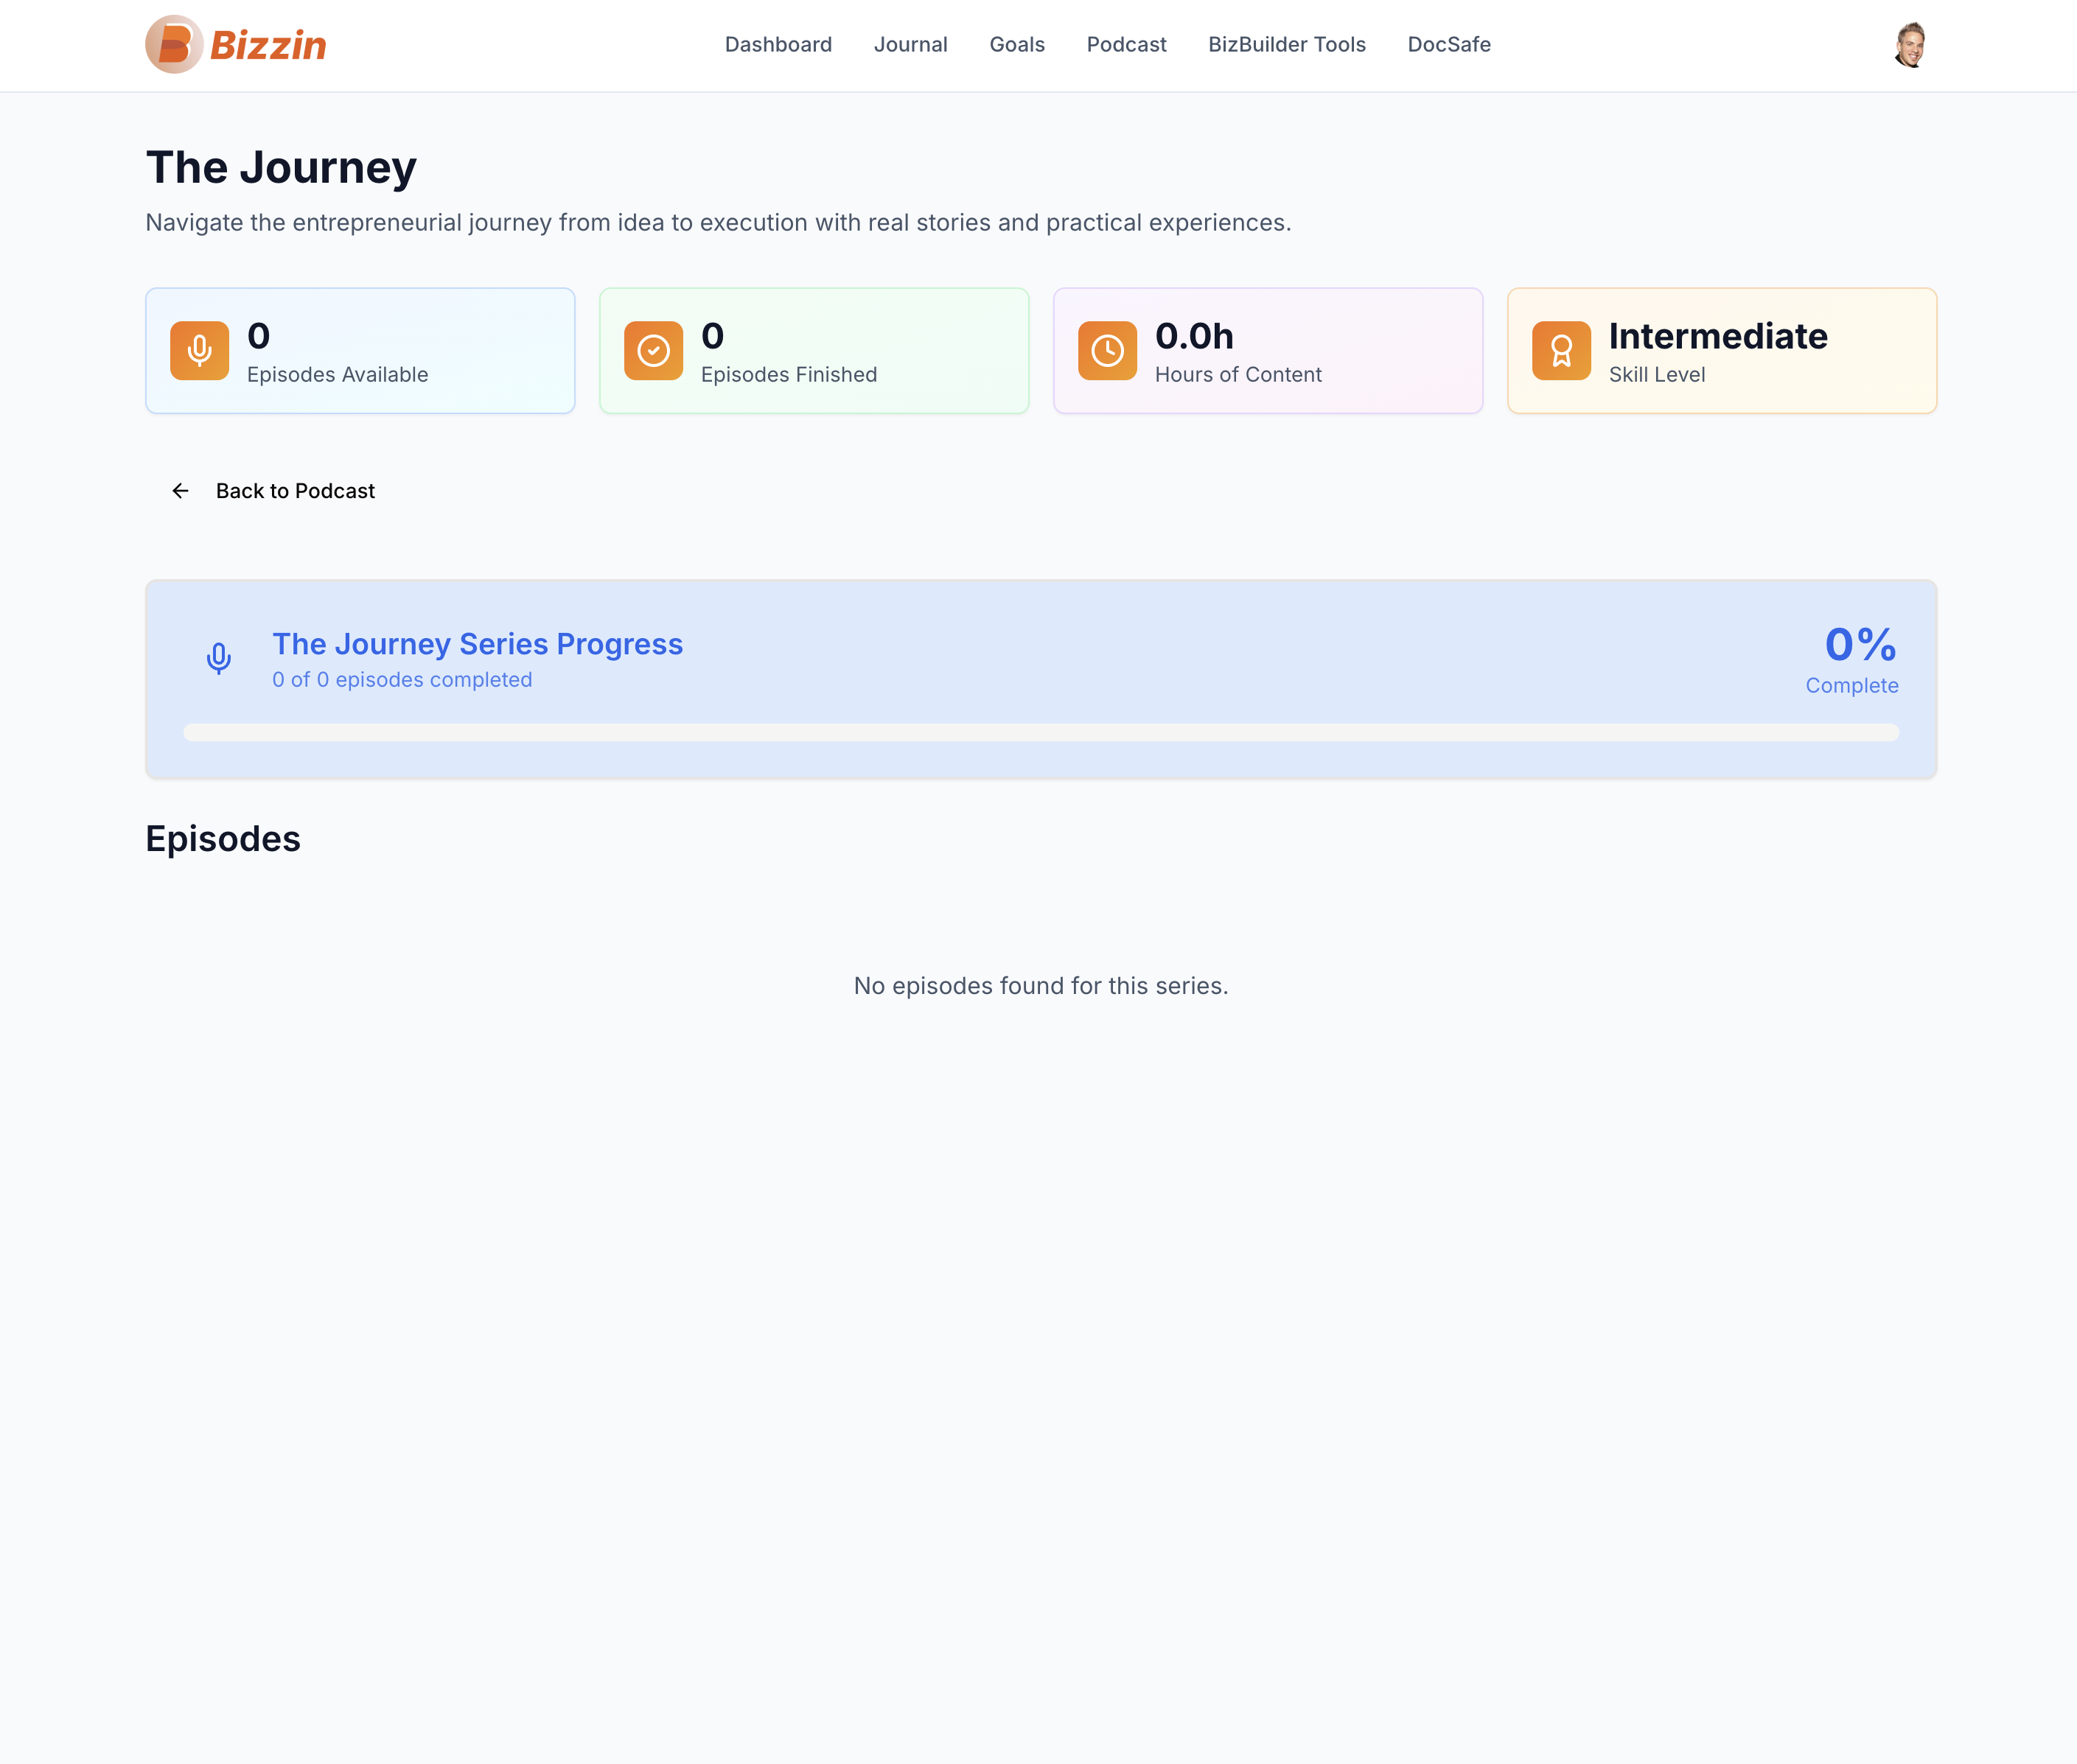 Bizzin
Dashboard Journal Goals Podcast BizBuilder Tools DocSafe
The Journey
Navigate the entrepreneurial journey from idea to execution with real stories and practical experiences.
0
Episodes Available
0
Episodes Finished
0.0h
Hours of Content
Intermediate
Skill Level
Back to Podcast
The Journey Series Progress
0 of 0 episodes completed
0%
Complete
Episodes
No episodes found for this series.